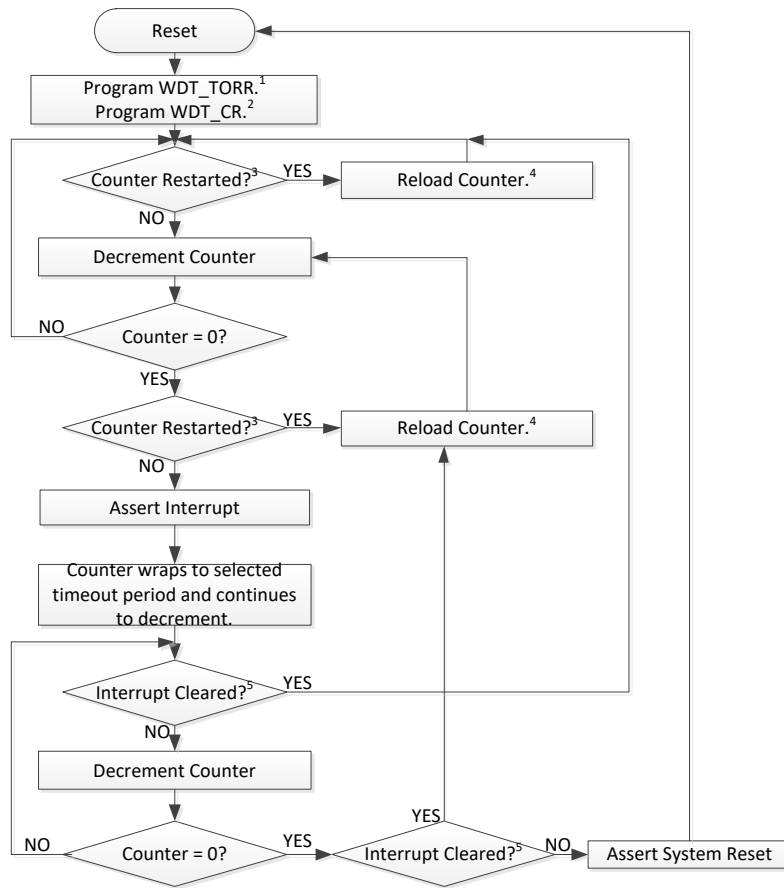 Reset
Program WDT_TORR.¹
Program WDT_CR.²
Counter Restarted?³
YES
Reload Counter.⁴
NO
Decrement Counter
NO
Counter = 0?
YES
Counter Restarted?³
YES
Reload Counter.⁴
NO
Assert Interrupt
Counter wraps to selected
timeout period and continues
to decrement.
Interrupt Cleared?⁵
YES
NO
Decrement Counter
NO
Counter = 0?
YES
YES
Interrupt Cleared?⁵
NO
Assert System Reset